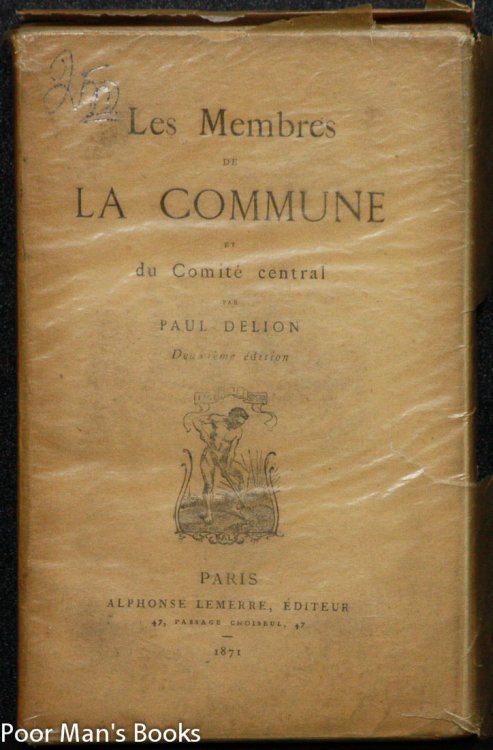 Les Membres
DE
LA COMMUNE
ET
du Comité central
PAR
PAUL DELION
Deuxième édition
PARIS
ALPHONSE LEMERRE, ÉDITEUR
47, PASSAGE CHOISEUL, 47
1871
Poor Man's Books